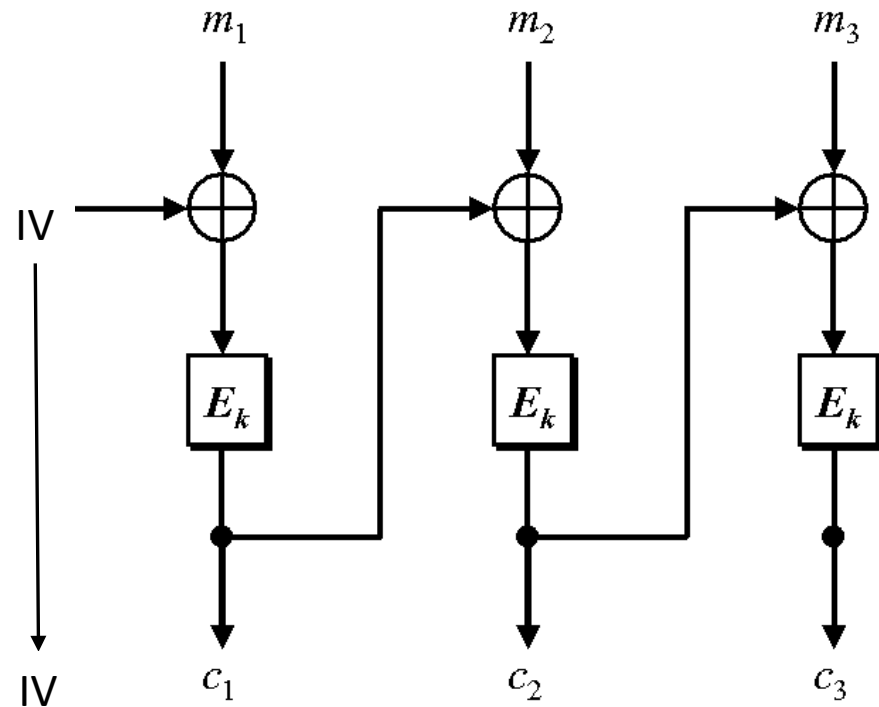 m₁ m₂ m₃
IV
Eₖ Eₖ Eₖ
IV c₁ c₂ c₃